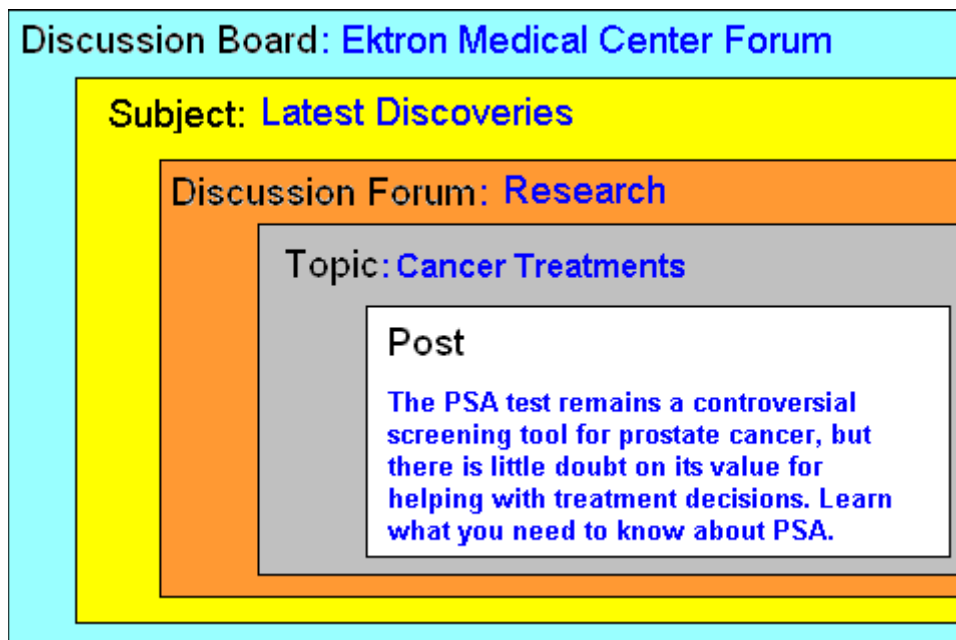 Discussion Board: Ektron Medical Center Forum
Subject: Latest Discoveries
Discussion Forum: Research
Topic: Cancer Treatments
Post
The PSA test remains a controversial
screening tool for prostate cancer, but
there is little doubt on its value for
helping with treatment decisions. Learn
what you need to know about PSA.